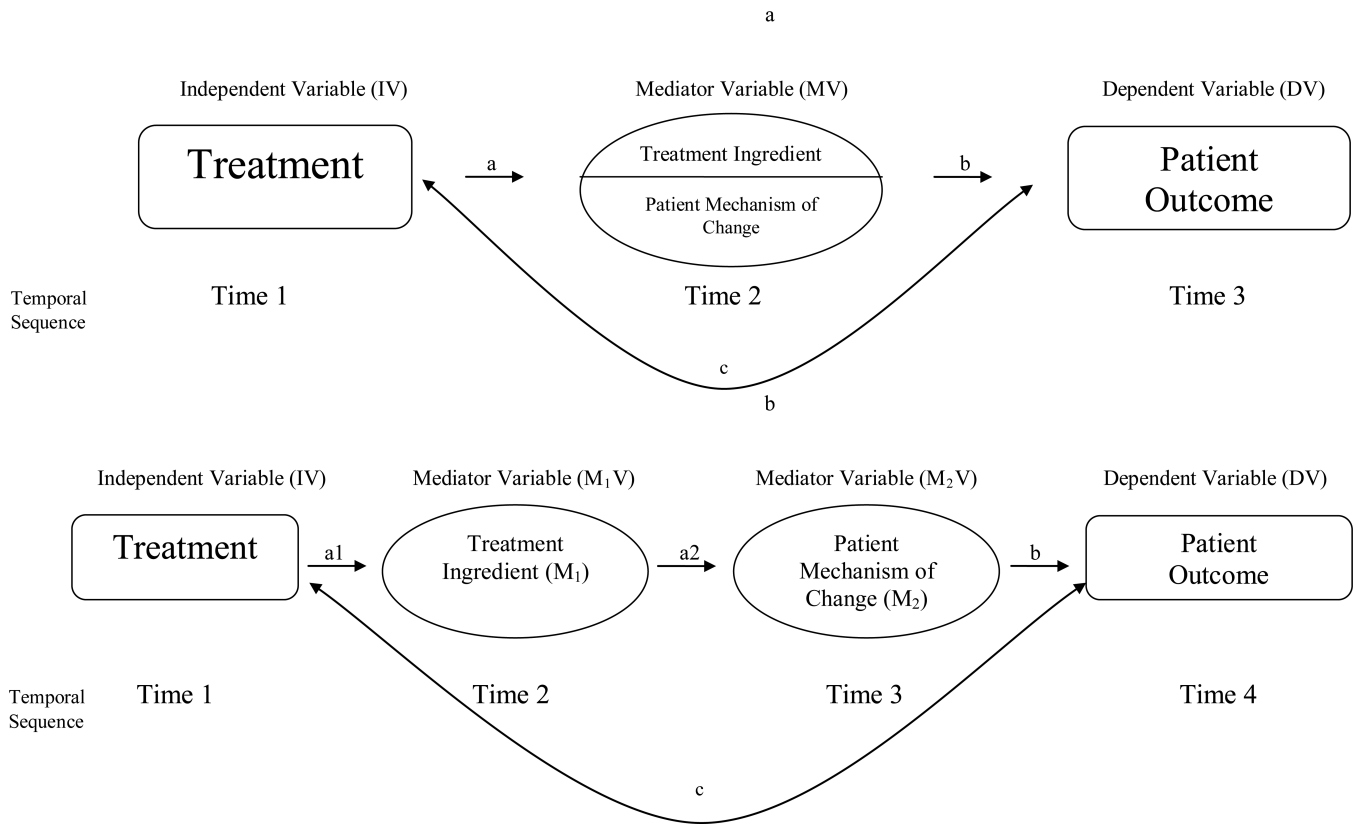 a
Independent Variable (IV)
Mediator Variable (MV)
Dependent Variable (DV)
Treatment
a
Treatment Ingredient
Patient Mechanism of
Change
b
Patient
Outcome
Temporal
Sequence
Time 1
Time 2
Time 3
c
b
Independent Variable (IV)
Mediator Variable (M₁V)
Mediator Variable (M₂V)
Dependent Variable (DV)
Treatment
a1
Treatment
Ingredient (M₁)
a2
Patient
Mechanism of
Change (M₂)
b
Patient
Outcome
Temporal
Sequence
Time 1
Time 2
Time 3
Time 4
c